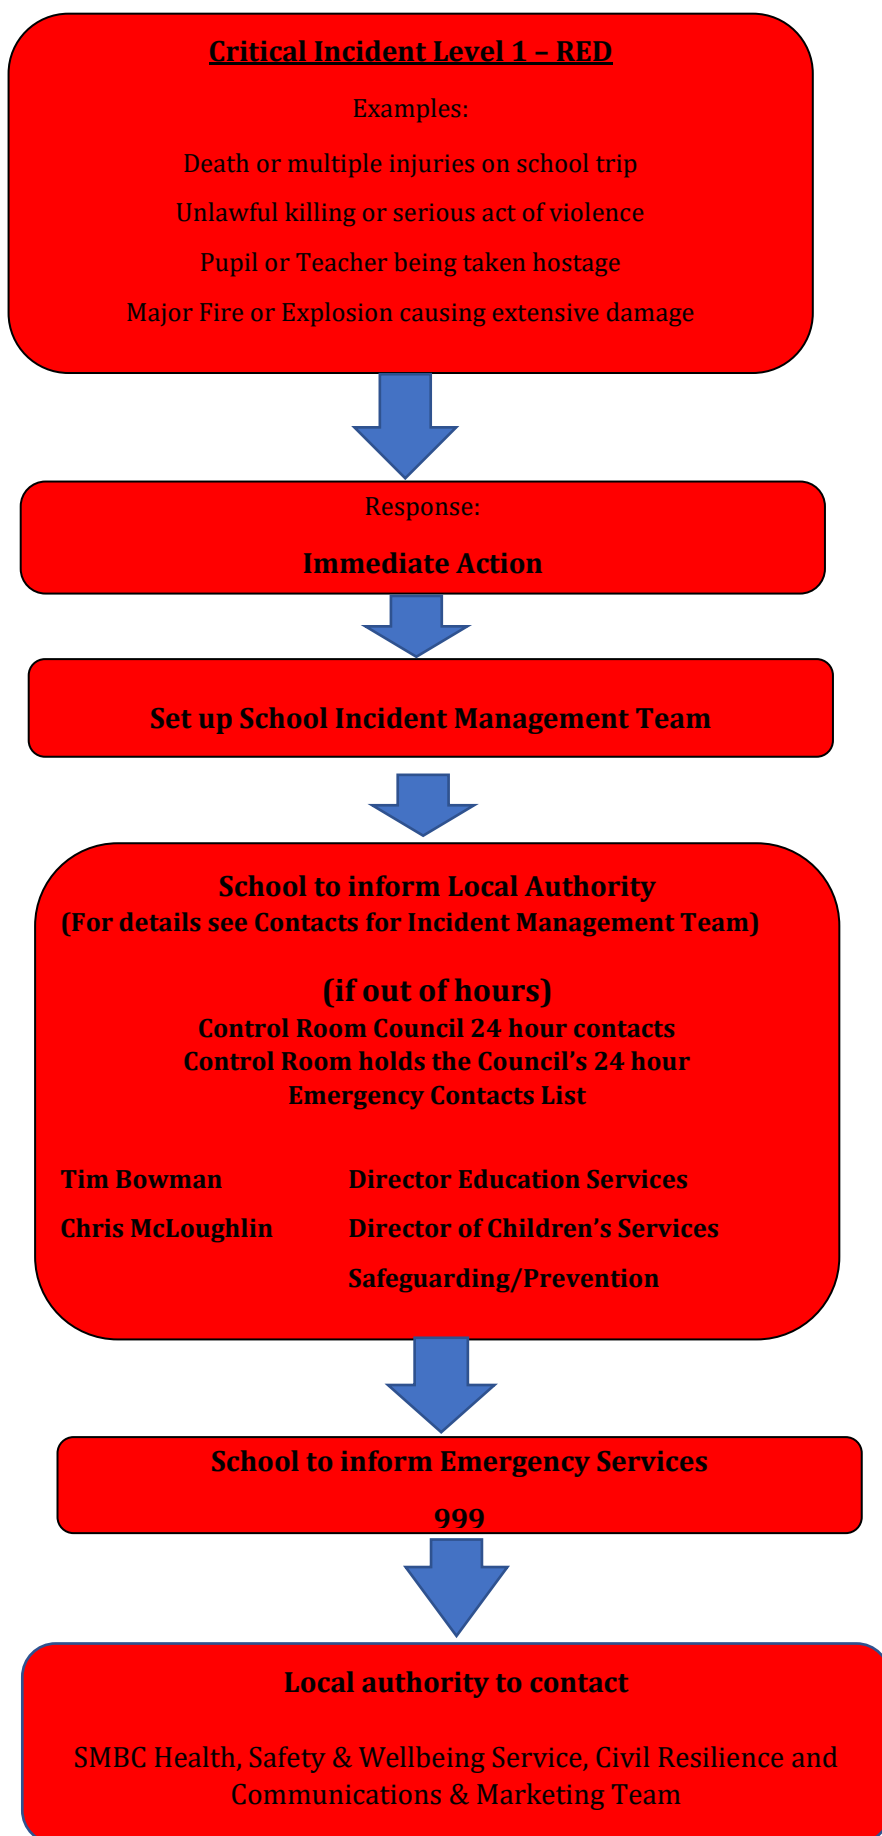 Critical Incident Level 1 – RED
Examples:
Death or multiple injuries on school trip
Unlawful killing or serious act of violence
Pupil or Teacher being taken hostage
Major Fire or Explosion causing extensive damage
Response:
Immediate Action
Set up School Incident Management Team
School to inform Local Authority
(For details see Contacts for Incident Management Team)
(if out of hours)
Control Room Council 24 hour contacts
Control Room holds the Council’s 24 hour
Emergency Contacts List
Tim Bowman Director Education Services
Chris McLoughlin Director of Children’s Services
Safeguarding/Prevention
School to inform Emergency Services
999
Local authority to contact
SMBC Health, Safety & Wellbeing Service, Civil Resilience and
Communications & Marketing Team